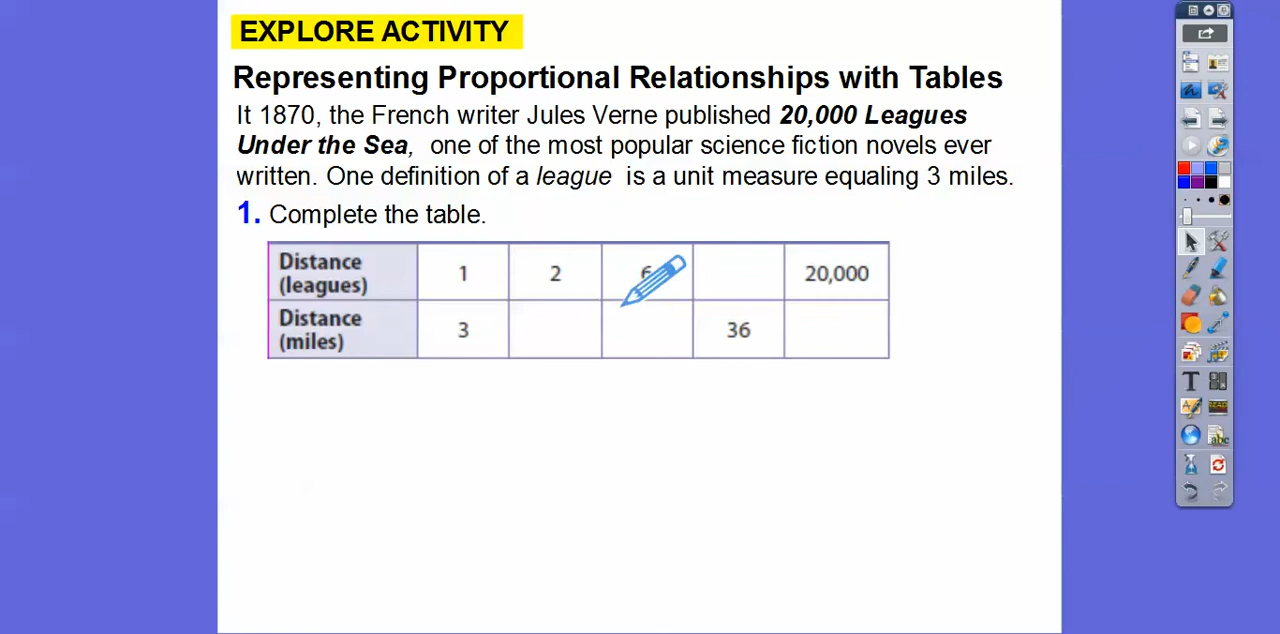 EXPLORE ACTIVITY
Representing Proportional Relationships with Tables
It 1870, the French writer Jules Verne published 20,000 Leagues
Under the Sea, one of the most popular science fiction novels ever
written. One definition of a league is a unit measure equaling 3 miles.
1. Complete the table.
Distance (leagues) 1 2 6 20,000
Distance (miles) 3 36